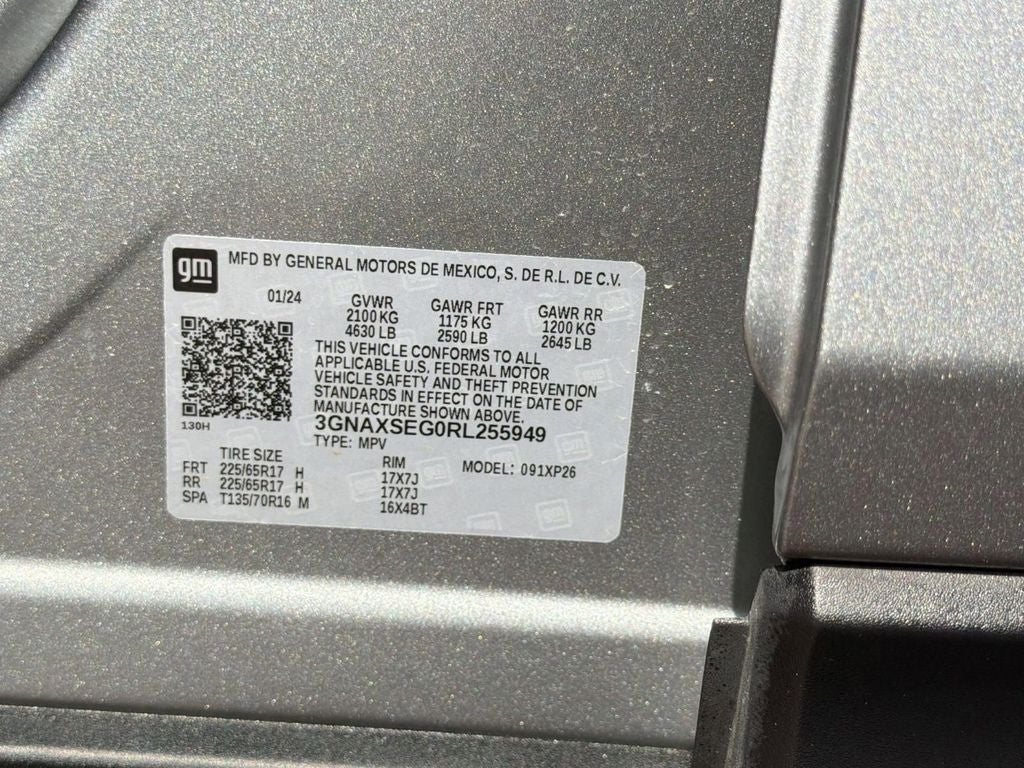 gm
MFD BY GENERAL MOTORS DE MEXICO, S. DE R.L. DE C.V.
01/24 GVWR GAWR FRT GAWR RR
2100 KG 1175 KG 1200 KG
4630 LB 2590 LB 2645 LB
THIS VEHICLE CONFORMS TO ALL
APPLICABLE U.S. FEDERAL MOTOR
VEHICLE SAFETY AND THEFT PREVENTION
STANDARDS IN EFFECT ON THE DATE OF
MANUFACTURE SHOWN ABOVE.
130H
3GNAXSEG0RL255949
TYPE: MPV
TIRE SIZE RIM MODEL: 091XP26
FRT 225/65R17 H 17X7J
RR 225/65R17 H 17X7J
SPA T135/70R16 M 16X4BT